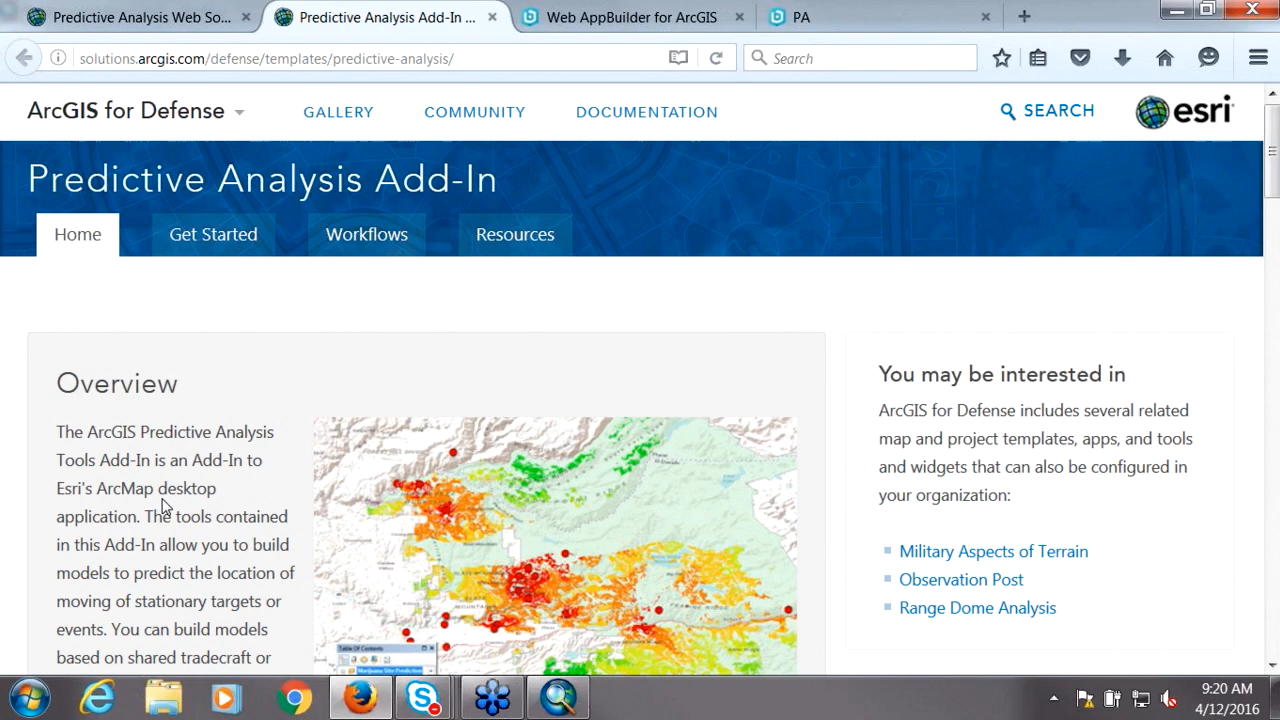 Predictive Analysis Web So...
Predictive Analysis Add-In ...
Web AppBuilder for ArcGIS
PA
solutions.arcgis.com/defense/templates/predictive-analysis/
Search
ArcGIS for Defense
GALLERY
COMMUNITY
DOCUMENTATION
SEARCH
esri
Predictive Analysis Add-In
Home
Get Started
Workflows
Resources
Overview
The ArcGIS Predictive Analysis
Tools Add-In is an Add-In to
Esri's ArcMap desktop
application. The tools contained
in this Add-In allow you to build
models to predict the location of
moving of stationary targets or
events. You can build models
based on shared tradecraft or
Table Of Contents
Marijuana Site Prediction
You may be interested in
ArcGIS for Defense includes several related
map and project templates, apps, and tools
and widgets that can also be configured in
your organization:
Military Aspects of Terrain
Observation Post
Range Dome Analysis
9:20 AM
4/12/2016